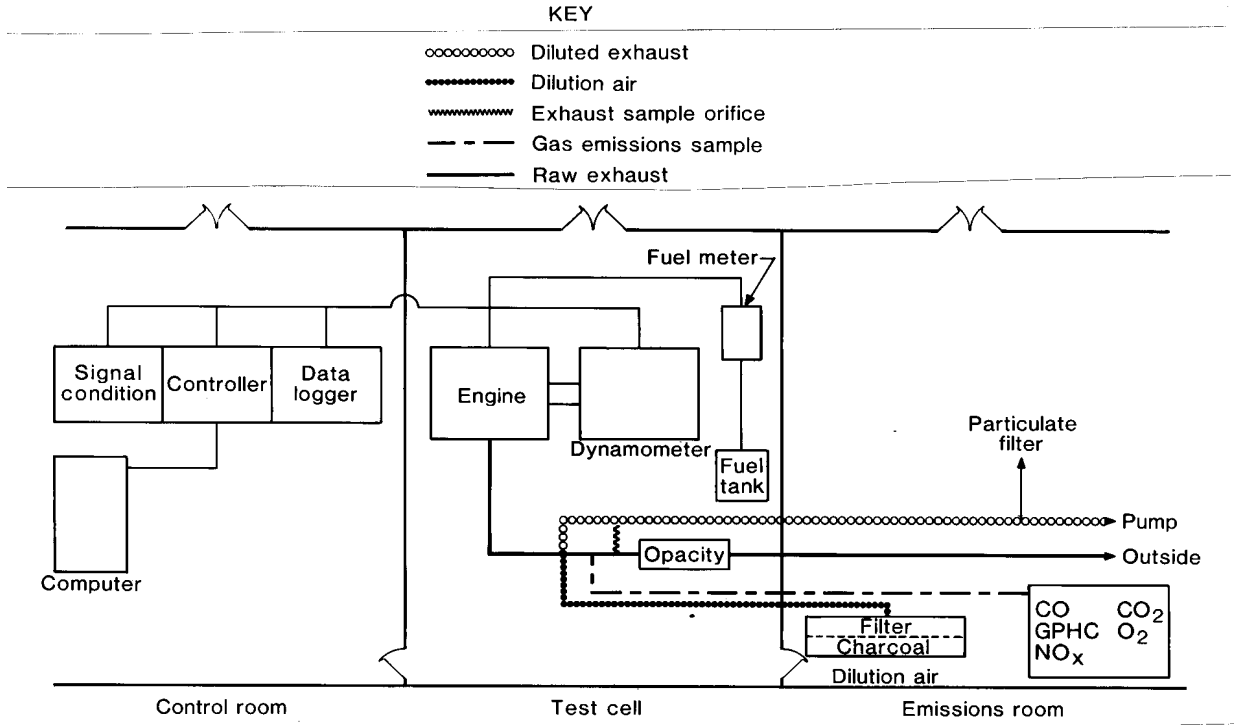 KEY
Diluted exhaust
Dilution air
Exhaust sample orifice
Gas emissions sample
Raw exhaust
Fuel meter
Signal
condition
Controller
Data
logger
Engine
Dynamometer
Fuel
tank
Particulate
filter
Computer
Pump
Opacity
Outside
Filter
Charcoal
Dilution air
CO CO₂
GPHC O₂
NOₓ
Control room
Test cell
Emissions room